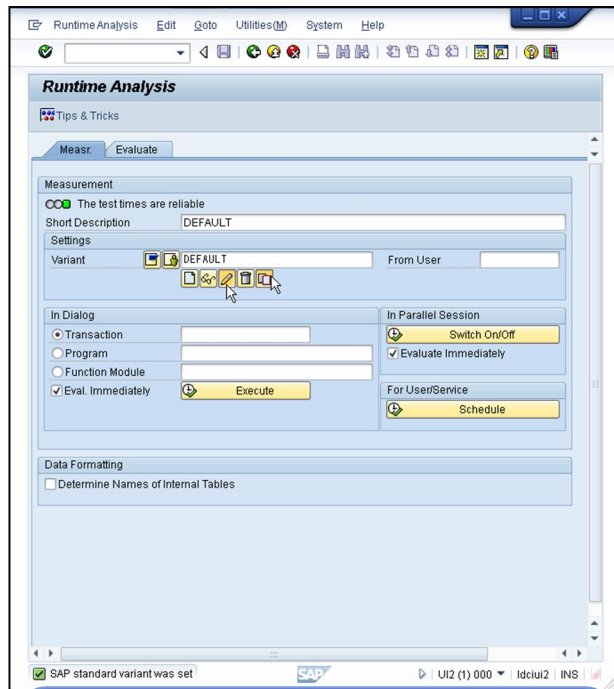 Runtime Analysis Edit Goto Utilities(M) System Help
Runtime Analysis
Tips & Tricks
Measr. Evaluate
Measurement
The test times are reliable
Short Description DEFAULT
Settings
Variant DEFAULT From User
In Dialog In Parallel Session
Transaction Switch On/Off
Program Evaluate Immediately
Function Module
Eval. Immediately Execute For User/Service
Schedule
Data Formatting
Determine Names of Internal Tables
SAP standard variant was set SAP UI2 (1) 000 ldciui2 INS